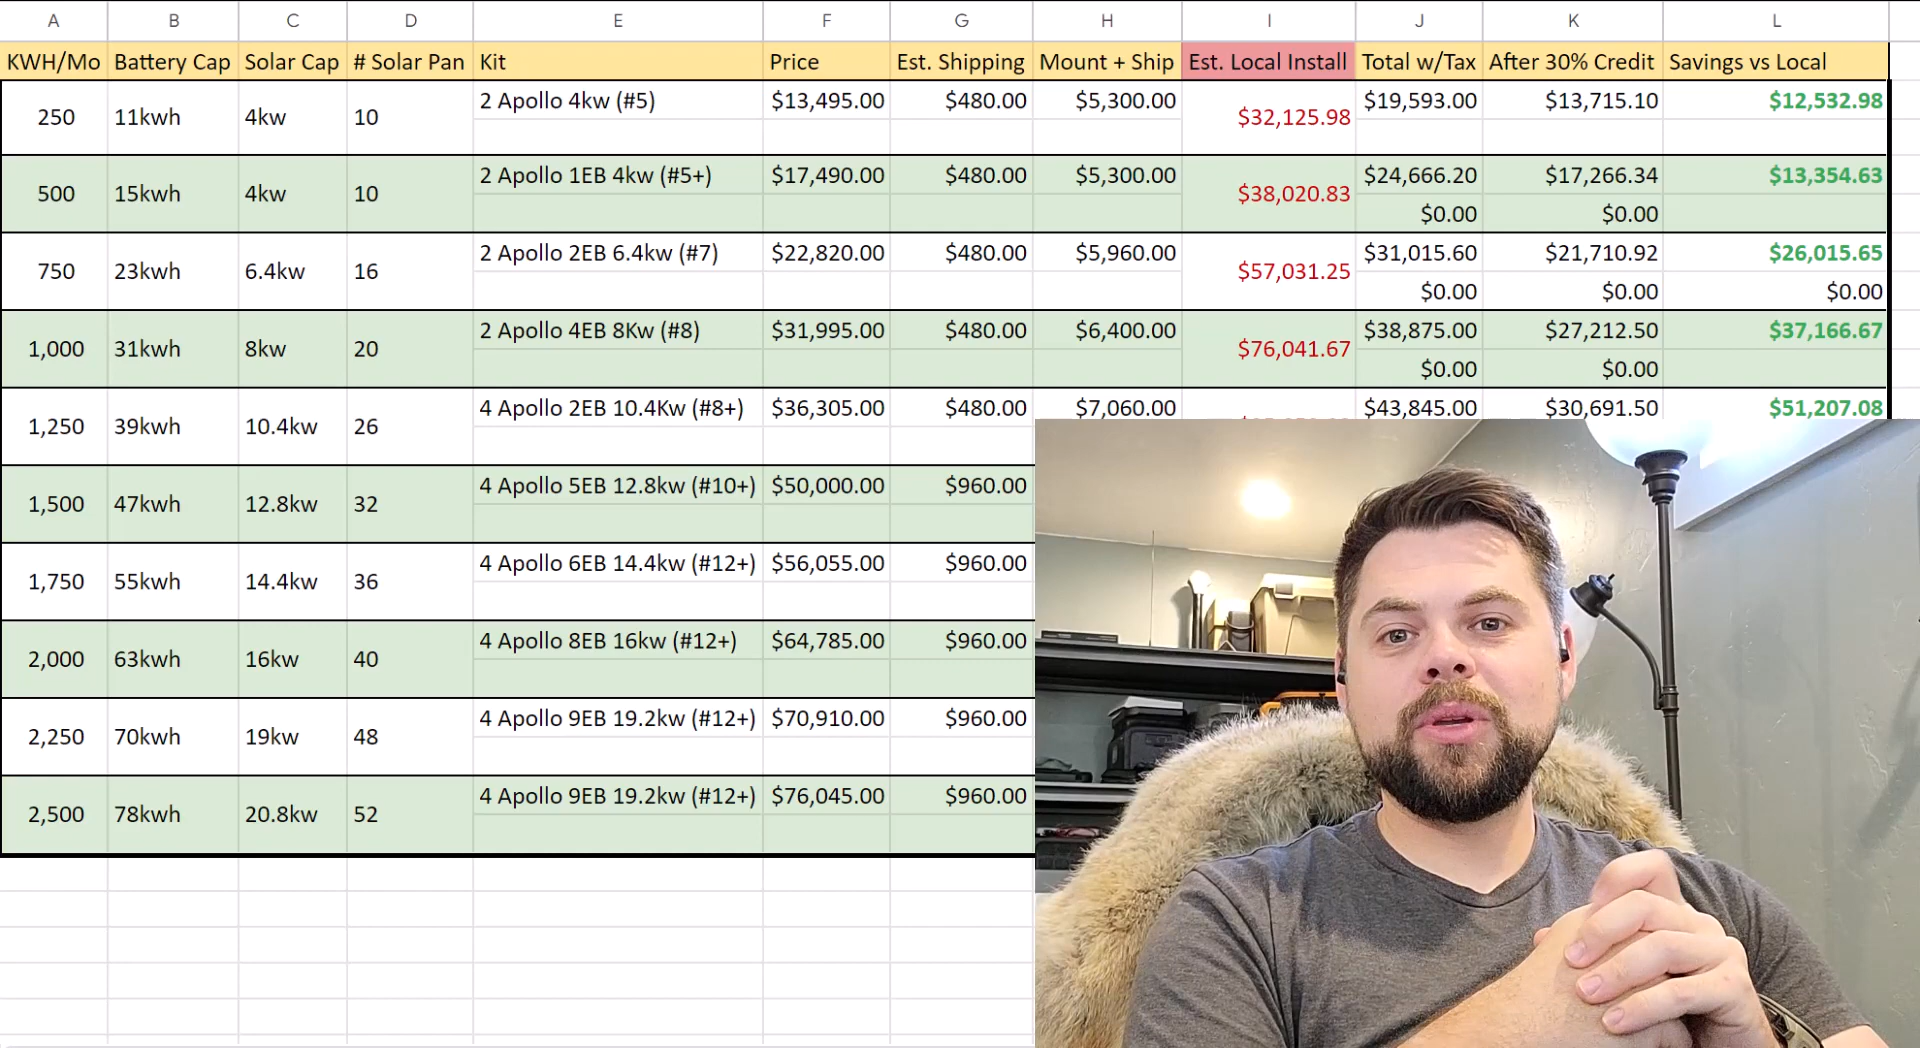 A B C D E F G H I J K L
KWH/Mo Battery Cap Solar Cap # Solar Pan Kit Price Est. Shipping Mount + Ship Est. Local Install Total w/Tax After 30% Credit Savings vs Local
250 11kwh 4kw 10 2 Apollo 4kw (#5) $13,495.00 $480.00 $5,300.00 $32,125.98 $19,593.00 $13,715.10 $12,532.98
500 15kwh 4kw 10 2 Apollo 1EB 4kw (#5+) $17,490.00 $480.00 $5,300.00 $38,020.83 $24,666.20 $17,266.34 $13,354.63
$0.00 $0.00
750 23kwh 6.4kw 16 2 Apollo 2EB 6.4kw (#7) $22,820.00 $480.00 $5,960.00 $57,031.25 $31,015.60 $21,710.92 $26,015.65
$0.00 $0.00 $0.00
1,000 31kwh 8kw 20 2 Apollo 4EB 8Kw (#8) $31,995.00 $480.00 $6,400.00 $76,041.67 $38,875.00 $27,212.50 $37,166.67
$0.00 $0.00
1,250 39kwh 10.4kw 26 4 Apollo 2EB 10.4Kw (#8+) $36,305.00 $480.00 $7,060.00 $43,845.00 $30,691.50 $51,207.08
1,500 47kwh 12.8kw 32 4 Apollo 5EB 12.8kw (#10+) $50,000.00 $960.00
1,750 55kwh 14.4kw 36 4 Apollo 6EB 14.4kw (#12+) $56,055.00 $960.00
2,000 63kwh 16kw 40 4 Apollo 8EB 16kw (#12+) $64,785.00 $960.00
2,250 70kwh 19kw 48 4 Apollo 9EB 19.2kw (#12+) $70,910.00 $960.00
2,500 78kwh 20.8kw 52 4 Apollo 9EB 19.2kw (#12+) $76,045.00 $960.00